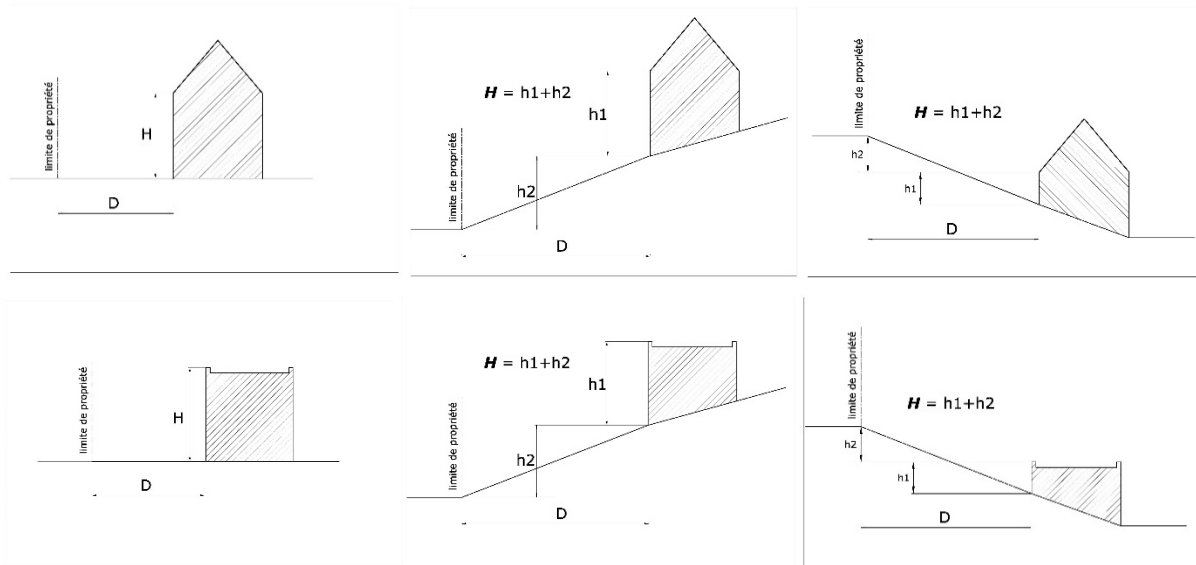 limite de propriété
H
D
limite de propriété
H = h1+h2
h1
h2
D
limite de propriété
H = h1+h2
h2
h1
D
limite de propriété
H
D
limite de propriété
H = h1+h2
h1
h2
D
limite de propriété
H = h1+h2
h2
h1
D